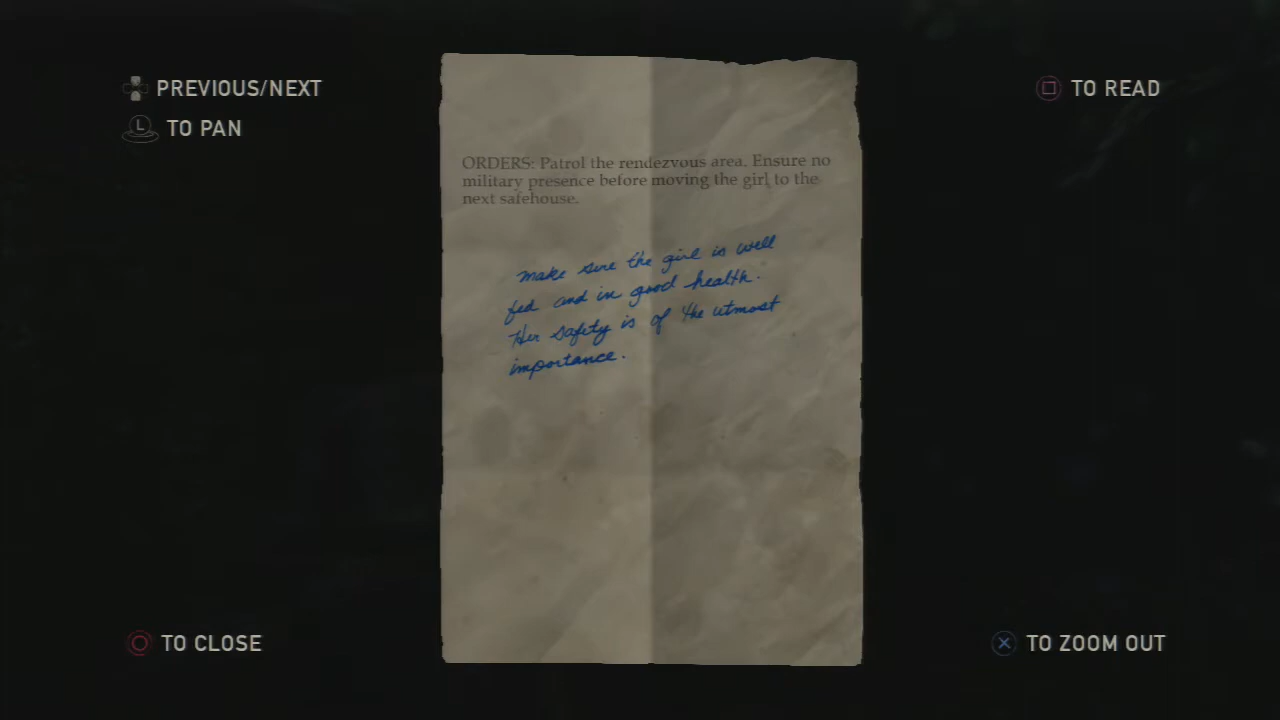 PREVIOUS/NEXT
L TO PAN
TO READ
ORDERS: Patrol the rendezvous area. Ensure no
military presence before moving the girl to the
next safehouse.
make sure the girl is well
fed and in good health.
Her safety is of the utmost
importance.
TO CLOSE
TO ZOOM OUT